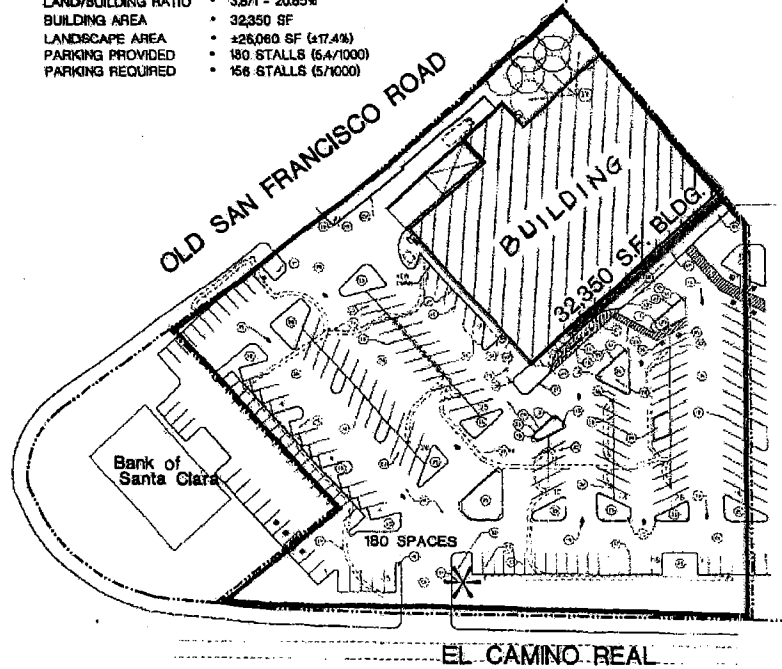 LAND/BUILDING RATIO • 3.8/1 - 20.85%
BUILDING AREA • 32,350 SF
LANDSCAPE AREA • ±26,060 SF (±17.4%)
PARKING PROVIDED • 180 STALLS (5.4/1000)
PARKING REQUIRED • 156 STALLS (5/1000)
OLD SAN FRANCISCO ROAD
BUILDING
32,350 S.F. BLDG.
Bank of
Santa Clara
180 SPACES
EL CAMINO REAL